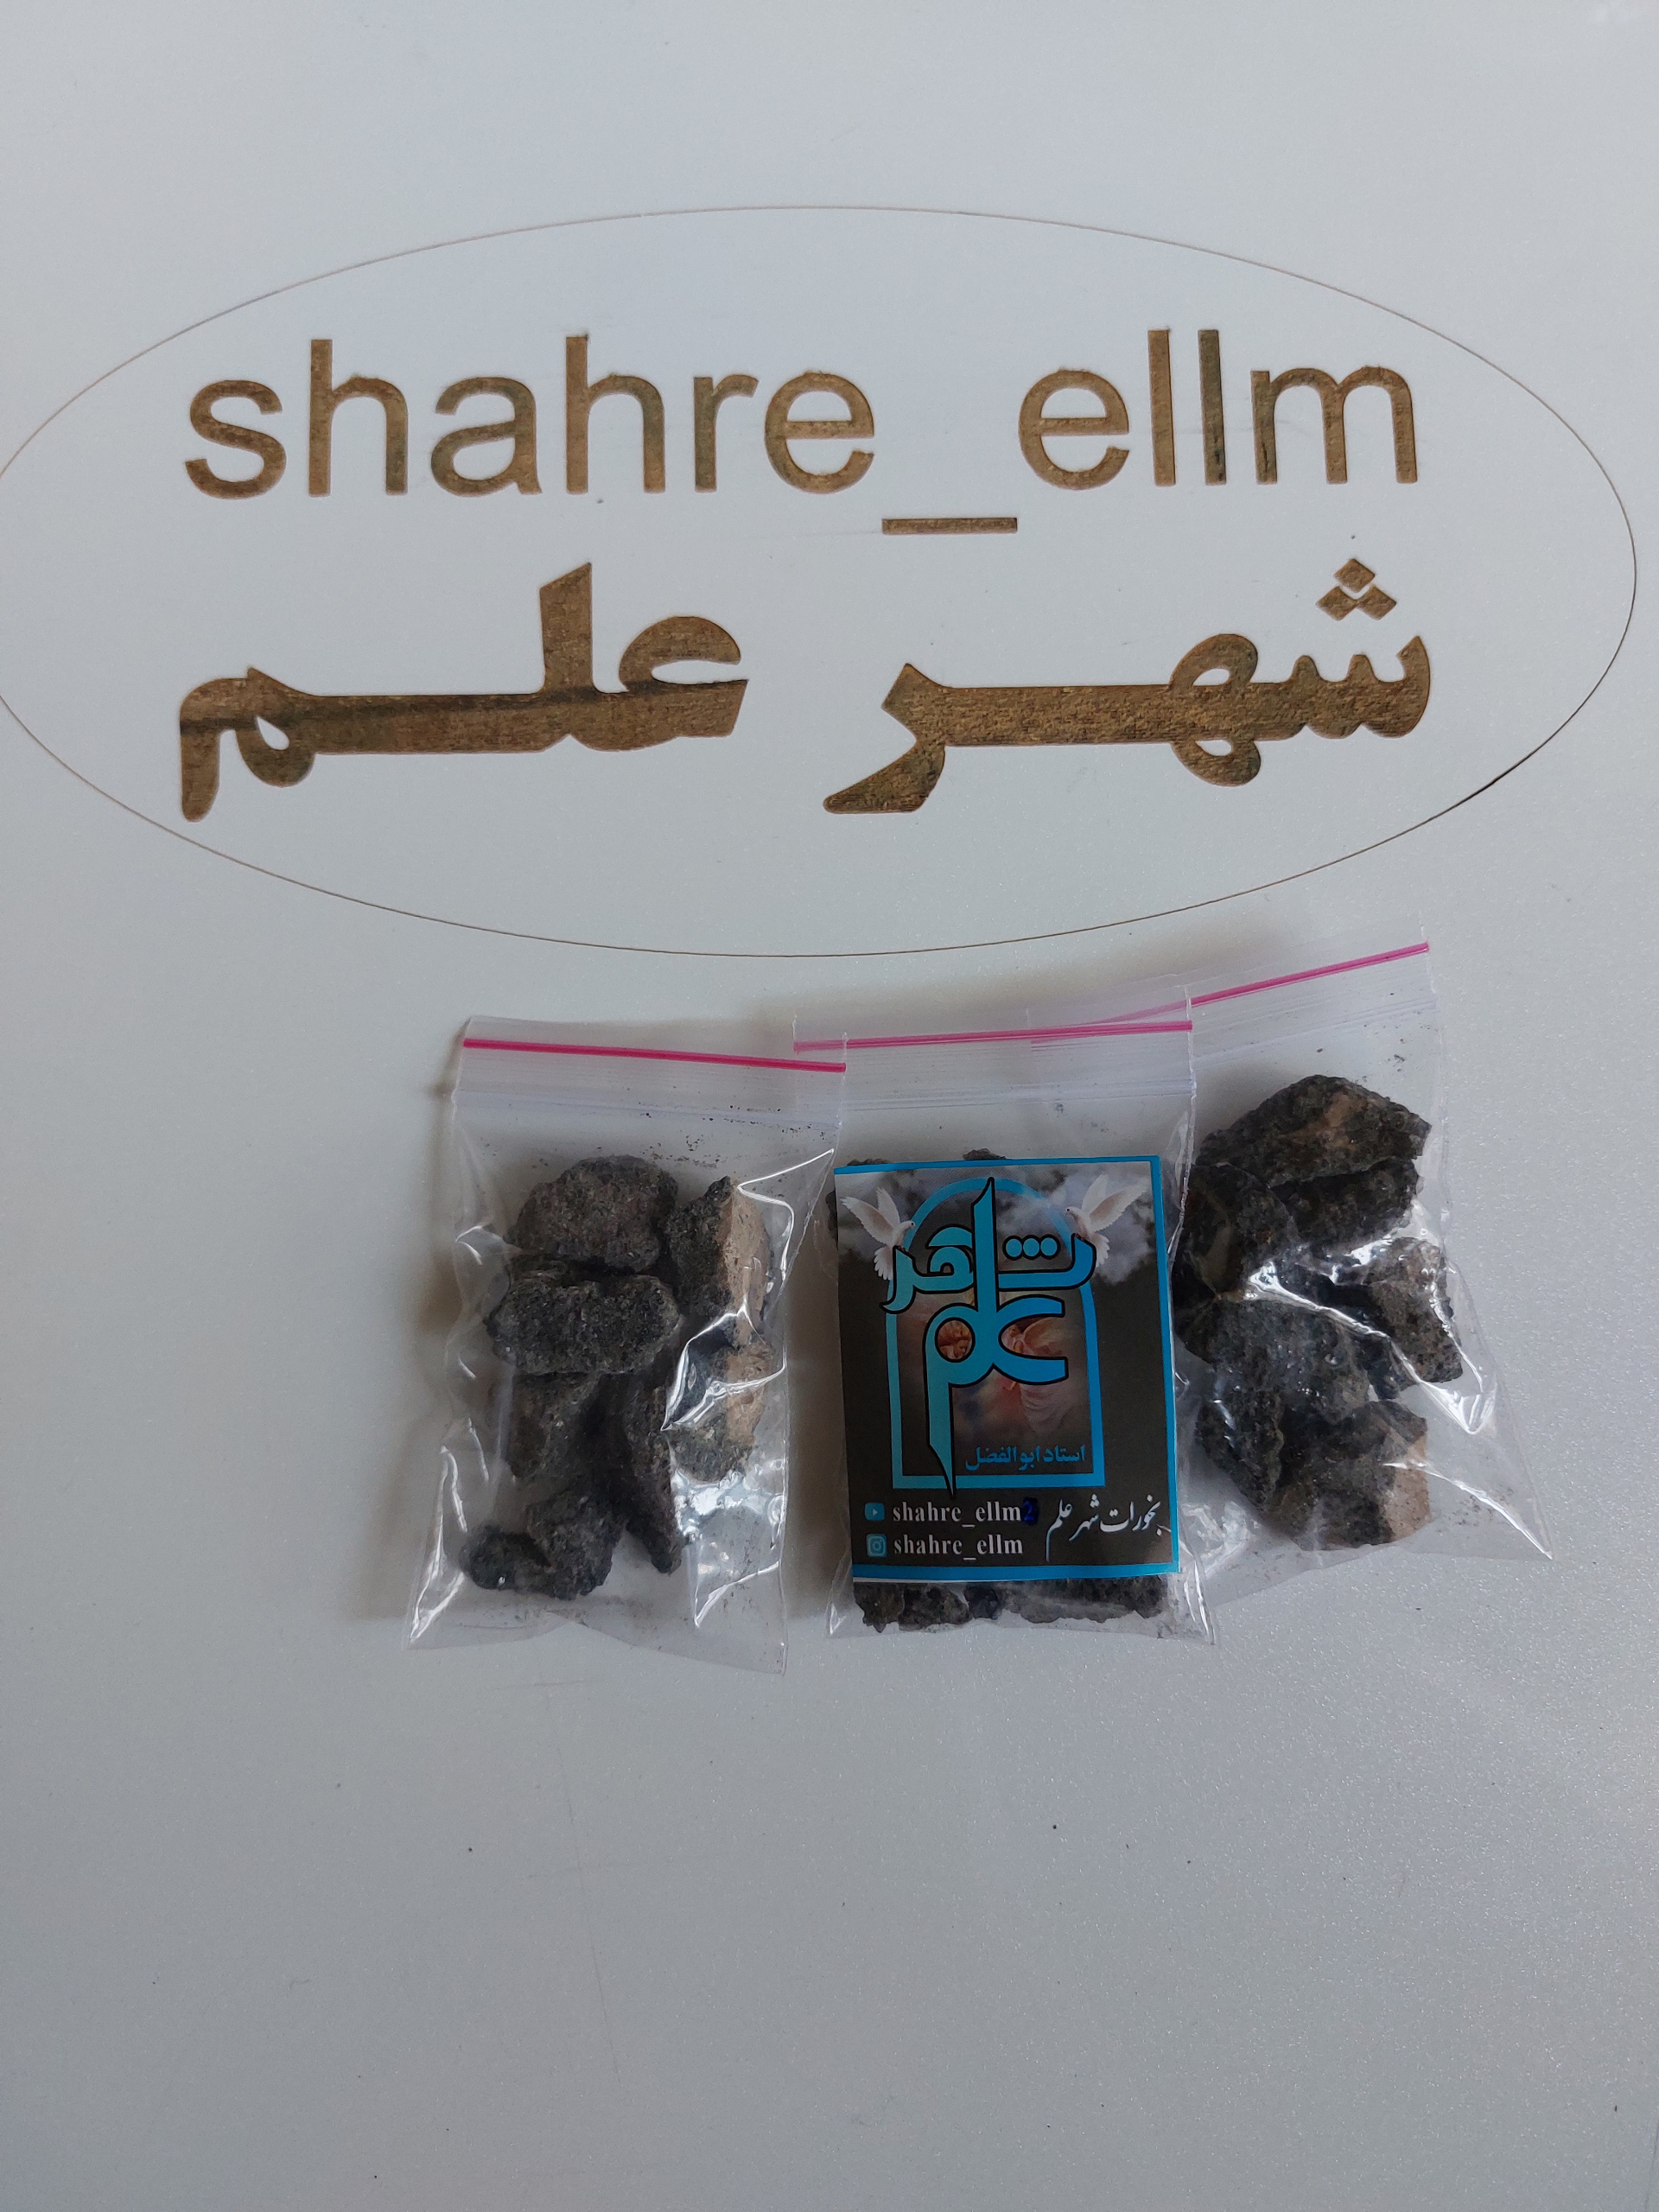 shahre_ellm
شهر علم
شهر
علم
استاد ابوالفضل
shahre_ellm2 بخورات شهر علم
shahre_ellm